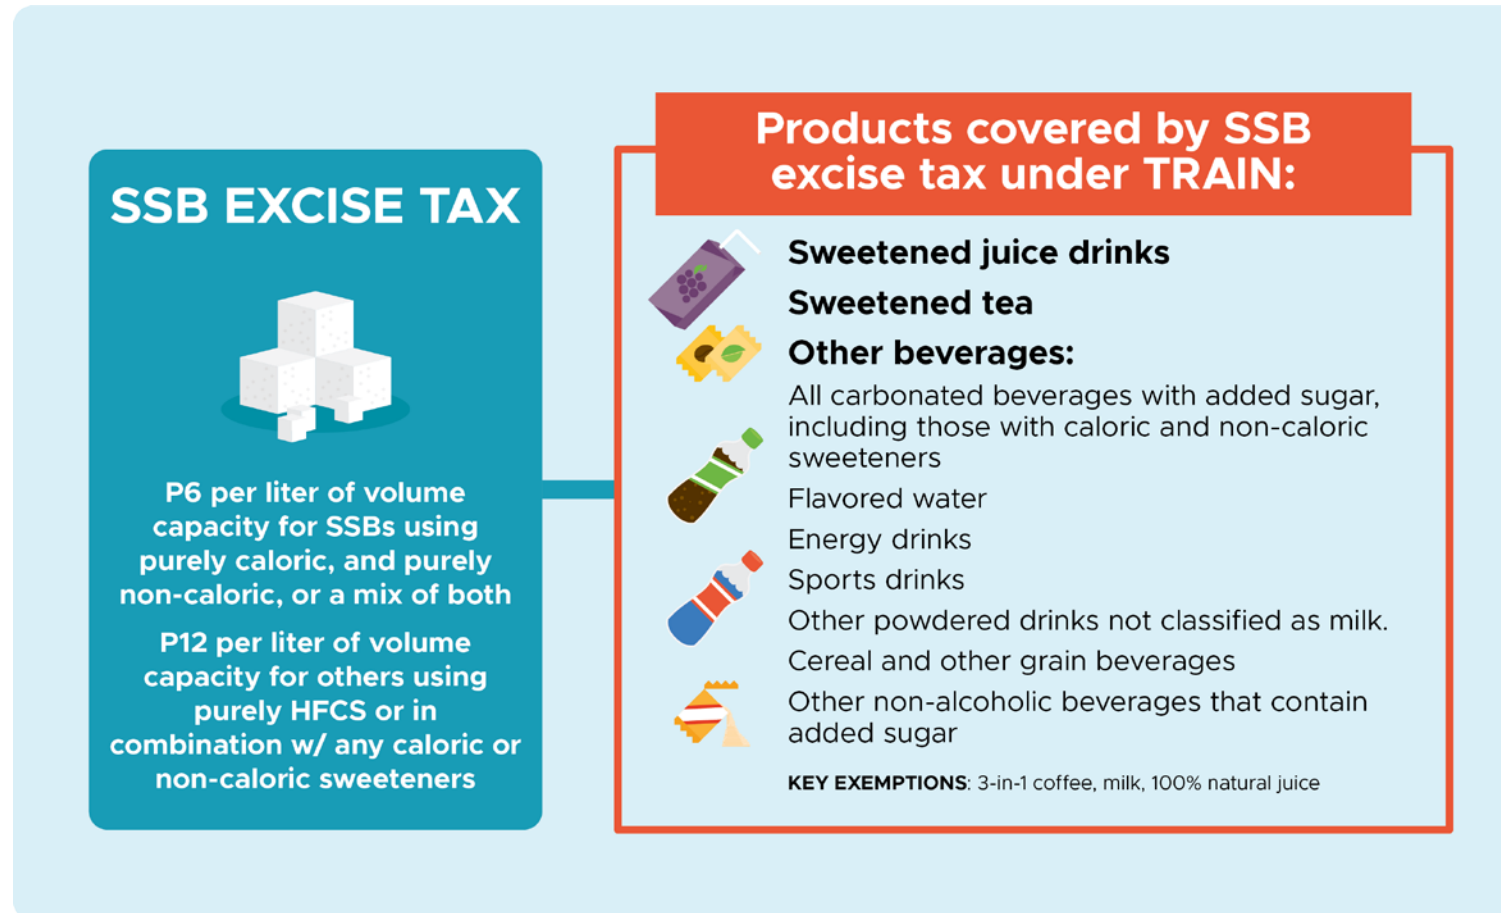 SSB EXCISE TAX
P6 per liter of volume
capacity for SSBs using
purely caloric, and purely
non-caloric, or a mix of both
P12 per liter of volume
capacity for others using
purely HFCS or in
combination w/ any caloric or
non-caloric sweeteners
Products covered by SSB
excise tax under TRAIN:
Sweetened juice drinks
Sweetened tea
Other beverages:
All carbonated beverages with added sugar,
including those with caloric and non-caloric
sweeteners
Flavored water
Energy drinks
Sports drinks
Other powdered drinks not classified as milk.
Cereal and other grain beverages
Other non-alcoholic beverages that contain
added sugar
KEY EXEMPTIONS: 3-in-1 coffee, milk, 100% natural juice